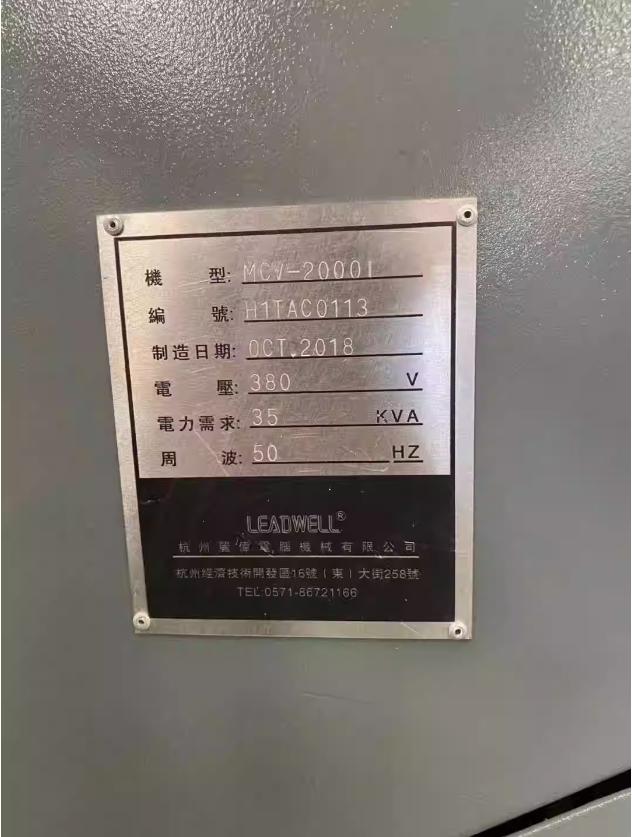 機型: MCV-2000I
編號: H1TAC0113
制造日期: OCT.2018
電壓: 380 V
電力需求: 35 KVA
周波: 50 HZ
LEADWELL®
杭州麗偉電腦機械有限公司
杭州經濟技術開發區16號(東)大街258號
TEL:0571-86721166